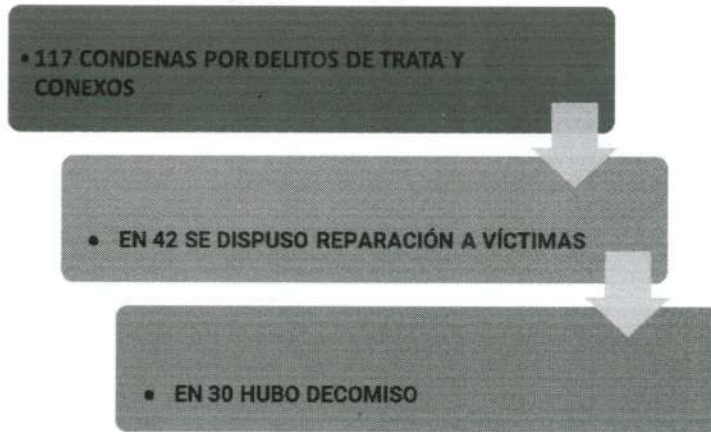 • 117 CONDENAS POR DELITOS DE TRATA Y
CONEXOS
• EN 42 SE DISPUSO REPARACIÓN A VÍCTIMAS
• EN 30 HUBO DECOMISO